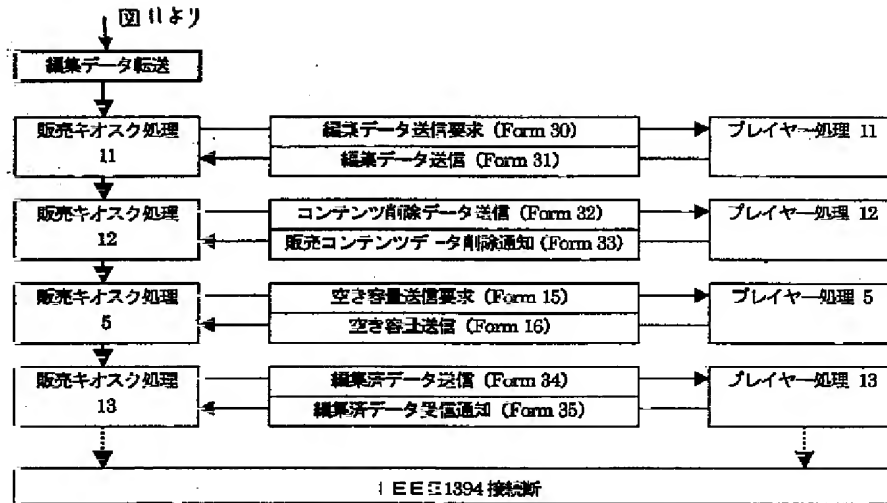 図11より
編集データ転送
販売キオスク処理
11
編集データ送信要求 (Form 30)
編集データ送信 (Form 31)
プレイヤー処理 11
販売キオスク処理
12
コンテンツ削除データ送信 (Form 32)
販売コンテンツデータ削除通知 (Form 33)
プレイヤー処理 12
販売キオスク処理
5
空き容量送信要求 (Form 15)
空き容量送信 (Form 16)
プレイヤー処理 5
販売キオスク処理
13
編集済データ送信 (Form 34)
編集済データ受信通知 (Form 35)
プレイヤー処理 13
IEEE1394接続断